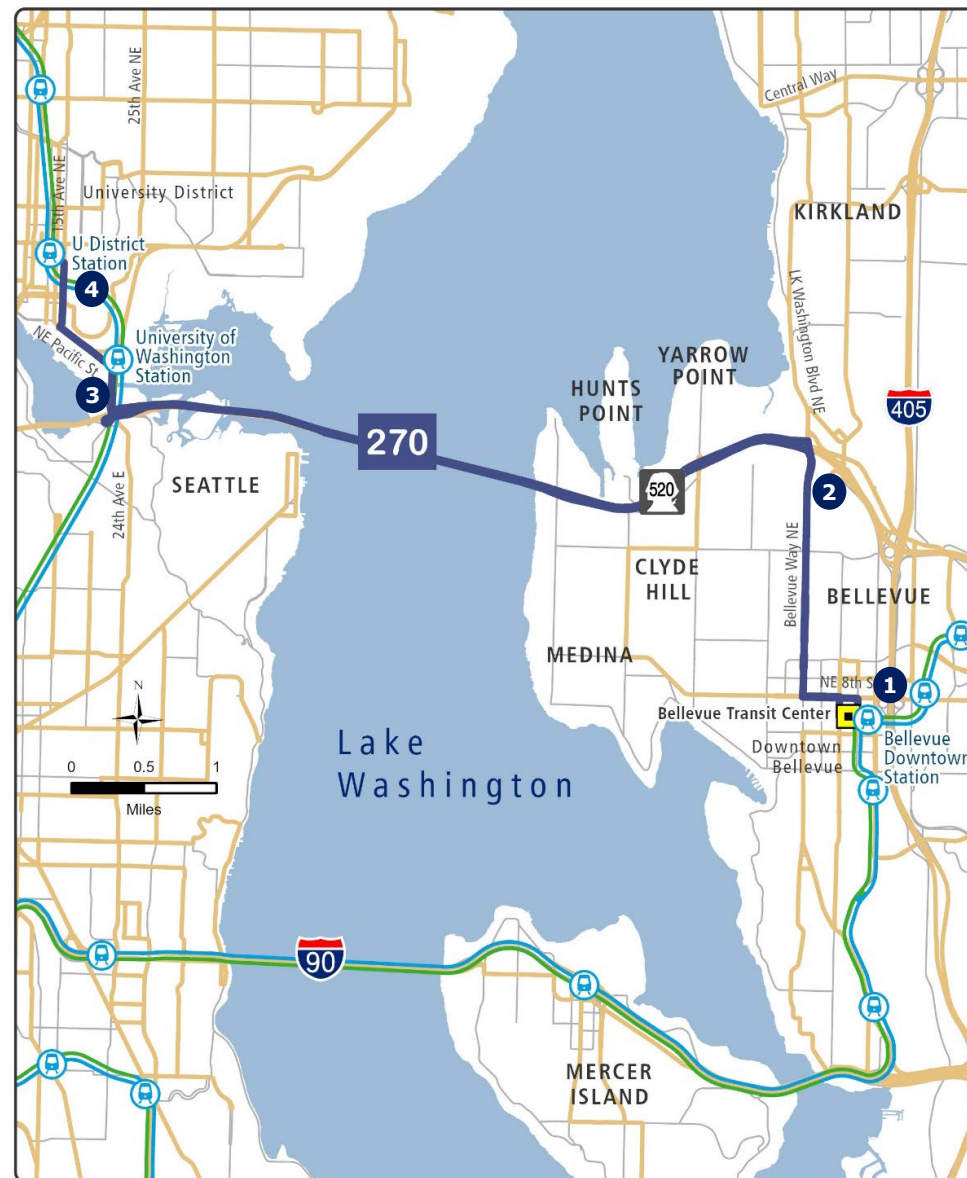 25th Ave NE
15th Ave NE
University District
U District
Station
4
University of
Washington
Station
NE Pacific St
3
24th Ave E
SEATTLE
270
Central Way
KIRKLAND
LK Washington Blvd NE
405
YARROW
POINT
HUNTS
POINT
520
2
CLYDE
HILL
Bellevue Way NE
BELLEVUE
MEDINA
NE 8th S
1
Bellevue Transit Center
Downtown
Bellevue
Bellevue
Downtown
Station
N
0 0.5 1
Miles
Lake
Washington
90
MERCER
ISLAND